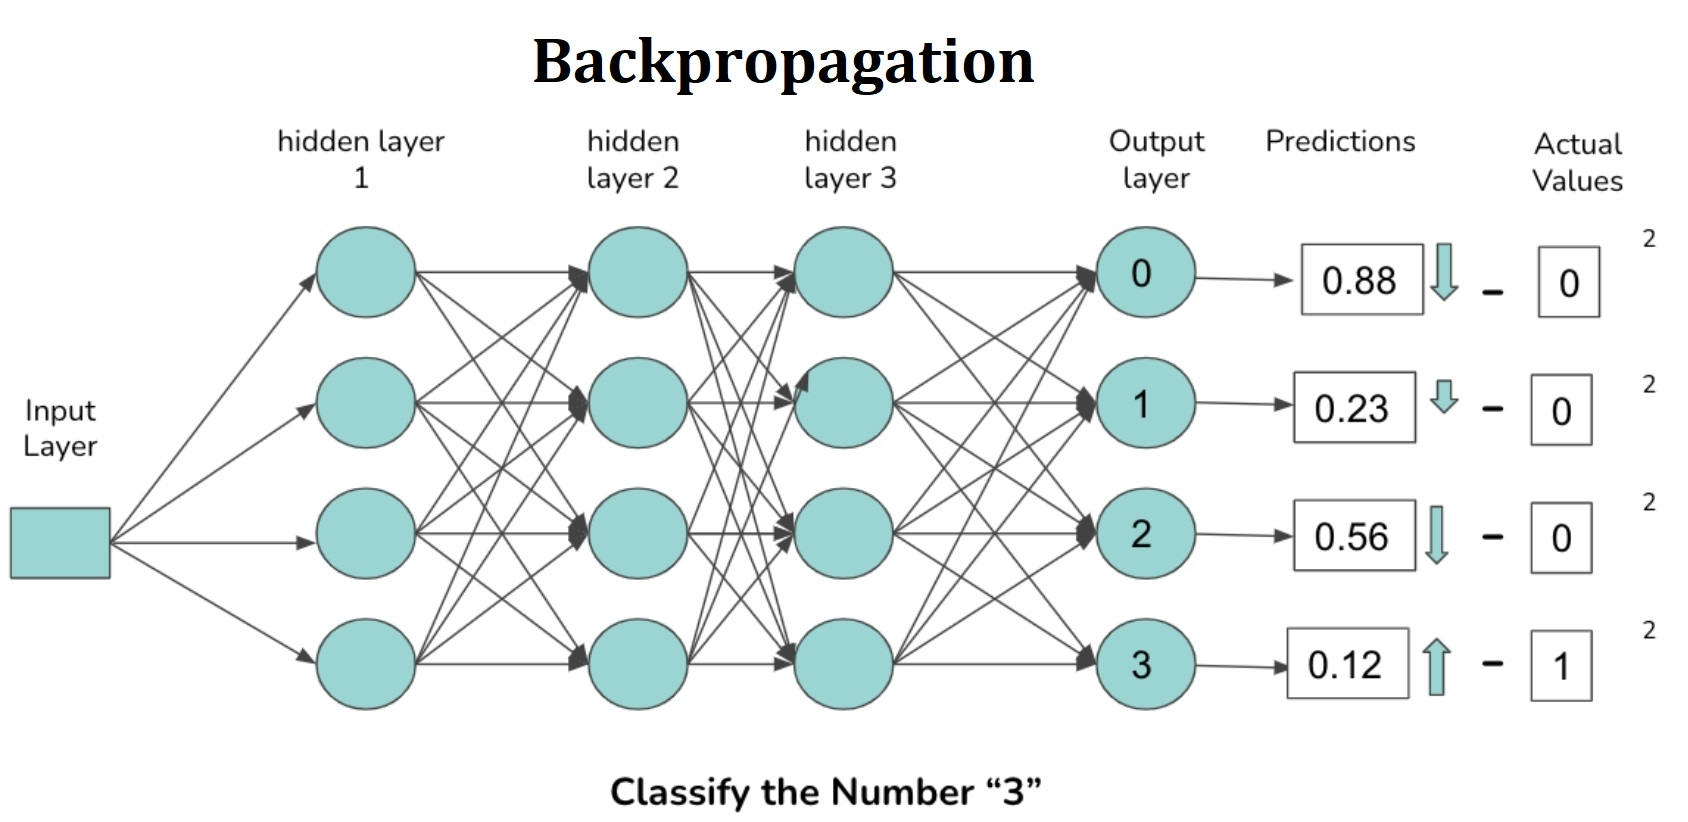 Backpropagation
hidden layer
1
hidden
layer 2
hidden
layer 3
Output
layer
Predictions
Actual
Values
Input
Layer
0
0.88
-
0
2
1
0.23
-
0
2
2
0.56
-
0
2
3
0.12
-
1
2
Classify the Number “3”